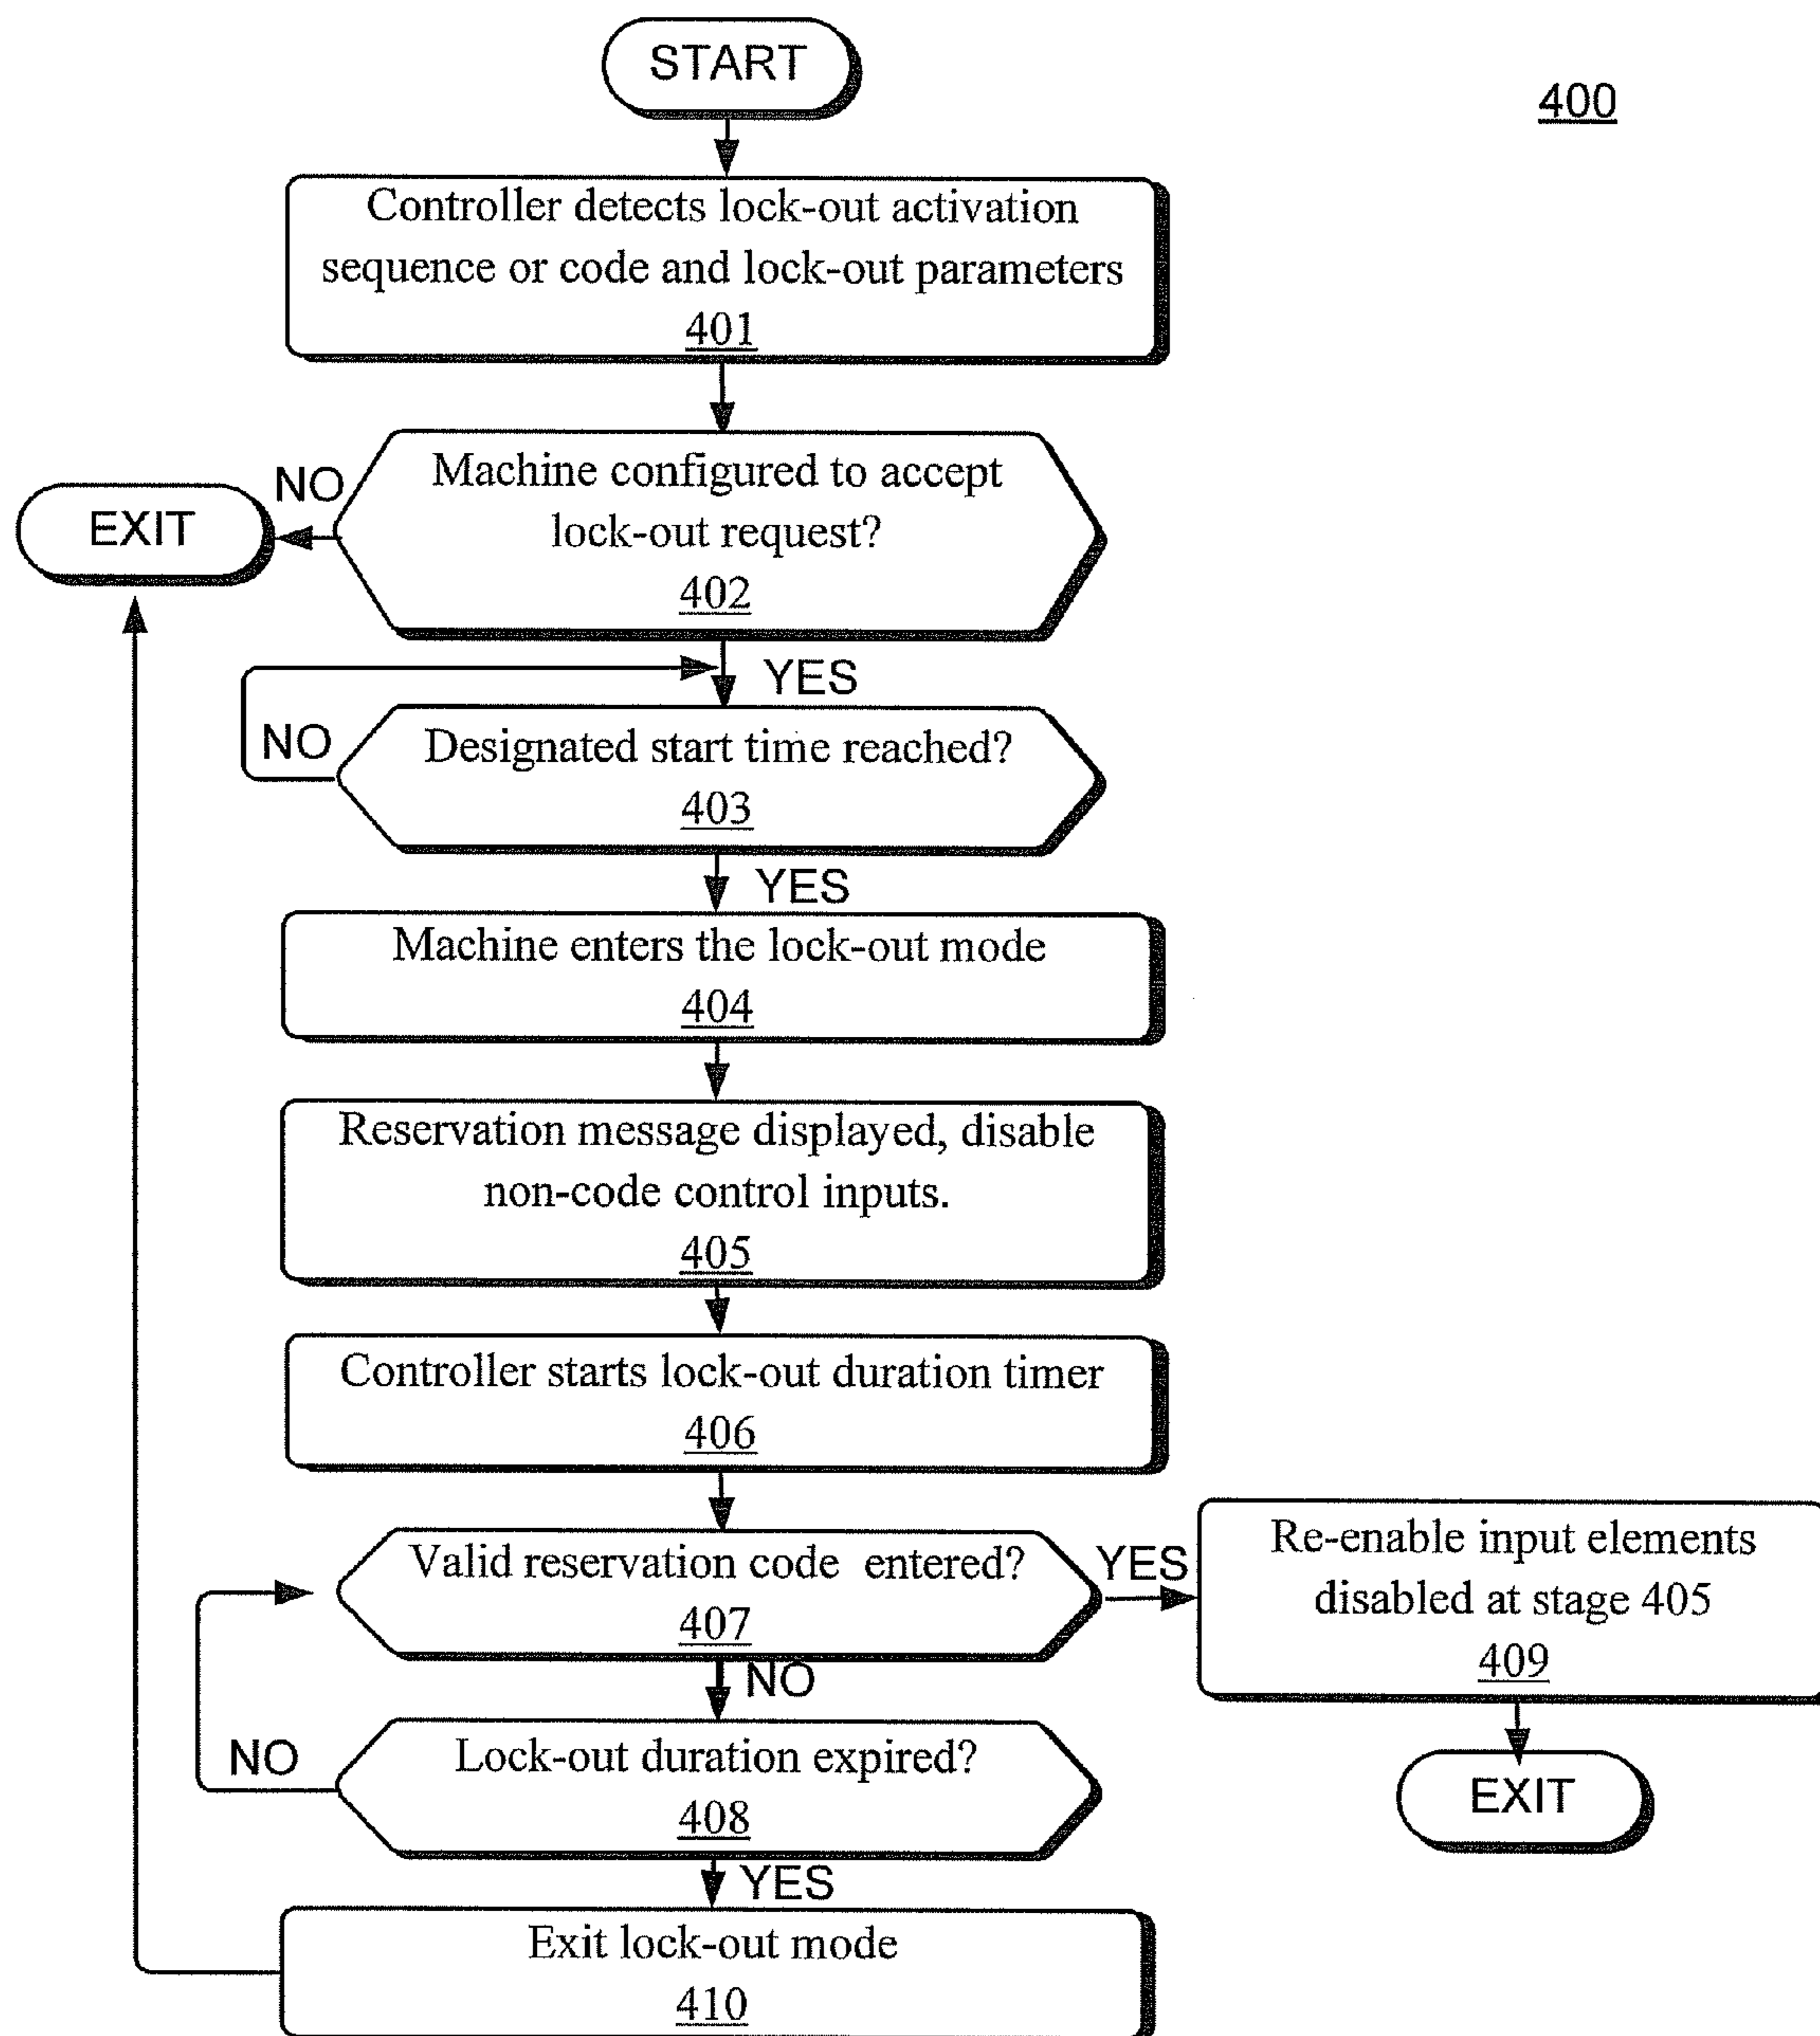 START
400
Controller detects lock-out activation
sequence or code and lock-out parameters
401
Machine configured to accept
lock-out request?
402
NO
EXIT
YES
Designated start time reached?
403
NO
YES
Machine enters the lock-out mode
404
Reservation message displayed, disable
non-code control inputs.
405
Controller starts lock-out duration timer
406
Valid reservation code entered?
407
YES
Re-enable input elements
disabled at stage 405
409
EXIT
NO
Lock-out duration expired?
408
NO
YES
Exit lock-out mode
410